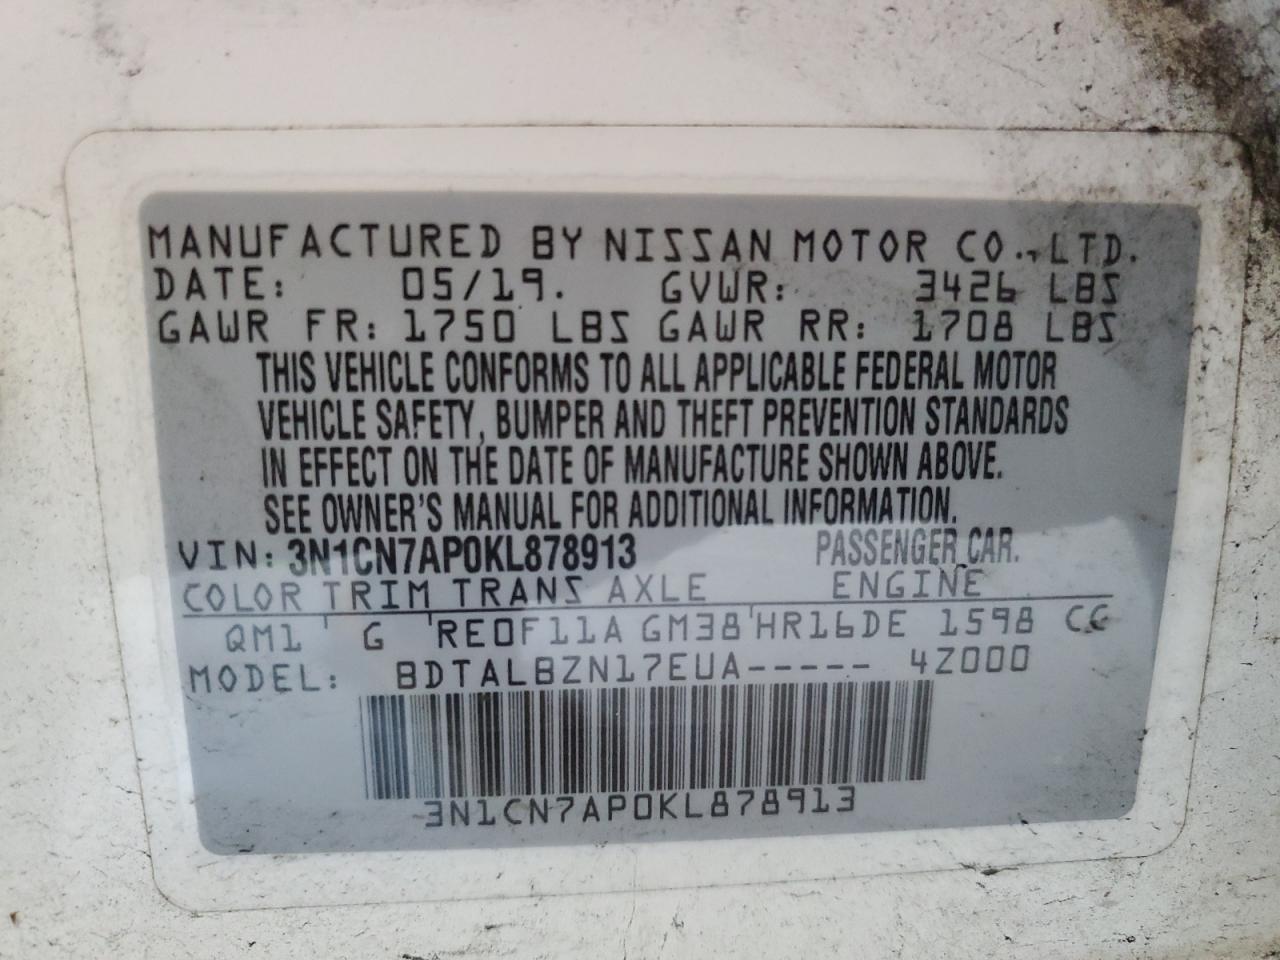 MANUFACTURED BY NISSAN MOTOR CO., LTD.
DATE: 05/19. GVWR: 3426 LBS
GAWR FR: 1750 LBS GAWR RR: 1708 LBS
THIS VEHICLE CONFORMS TO ALL APPLICABLE FEDERAL MOTOR
VEHICLE SAFETY, BUMPER AND THEFT PREVENTION STANDARDS
IN EFFECT ON THE DATE OF MANUFACTURE SHOWN ABOVE.
SEE OWNER'S MANUAL FOR ADDITIONAL INFORMATION.
VIN: 3N1CN7AP0KL878913 PASSENGER CAR.
COLOR TRIM TRANS AXLE ENGINE
QM1 G RE0F11A GM38 HR16DE 1598 CC
MODEL: BDTALBZN17EUA----- 4Z000
3N1CN7AP0KL878913